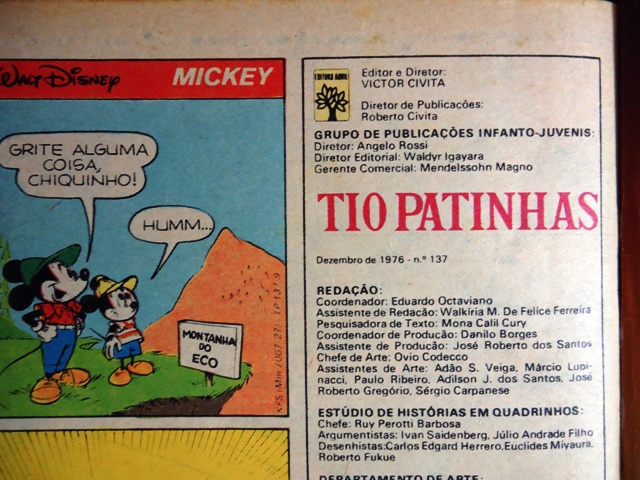 Walt Disney
MICKEY
GRITE ALGUMA
COISA,
CHIQUINHO!
HUMM...
MONTANHA
DO
ECO
EDITORA ABRIL
Editor e Diretor:
VICTOR CIVITA
Diretor de Publicações:
Roberto Civita
GRUPO DE PUBLICAÇÕES INFANTO-JUVENIS:
Diretor: Angelo Rossi
Diretor Editorial: Waldyr Igayara
Gerente Comercial: Mendelssohn Magno
TIO PATINHAS
Dezembro de 1976 - n.º 137
REDAÇÃO:
Coordenador: Eduardo Octaviano
Assistente de Redação: Walkíria M. De Felice Ferreira
Pesquisadora de Texto: Mona Calil Cury
Coordenador de Produção: Danilo Borges
Assistente de Produção: José Roberto dos Santos
Chefe de Arte: Ovio Codecco
Assistentes de Arte: Adão S. Veiga, Márcio Lupi-
nacci, Paulo Ribeiro, Adilson J. dos Santos, José
Roberto Gregório, Sérgio Carpanese
ESTÚDIO DE HISTÓRIAS EM QUADRINHOS:
Chefe: Ruy Perotti Barbosa
Argumentistas: Ivan Saidenberg, Júlio Andrade Filho
Desenhistas:Carlos Edgard Herrero,Euclides Miyaura,
Roberto Fukue
DEPARTAMENTO DE ARTE: